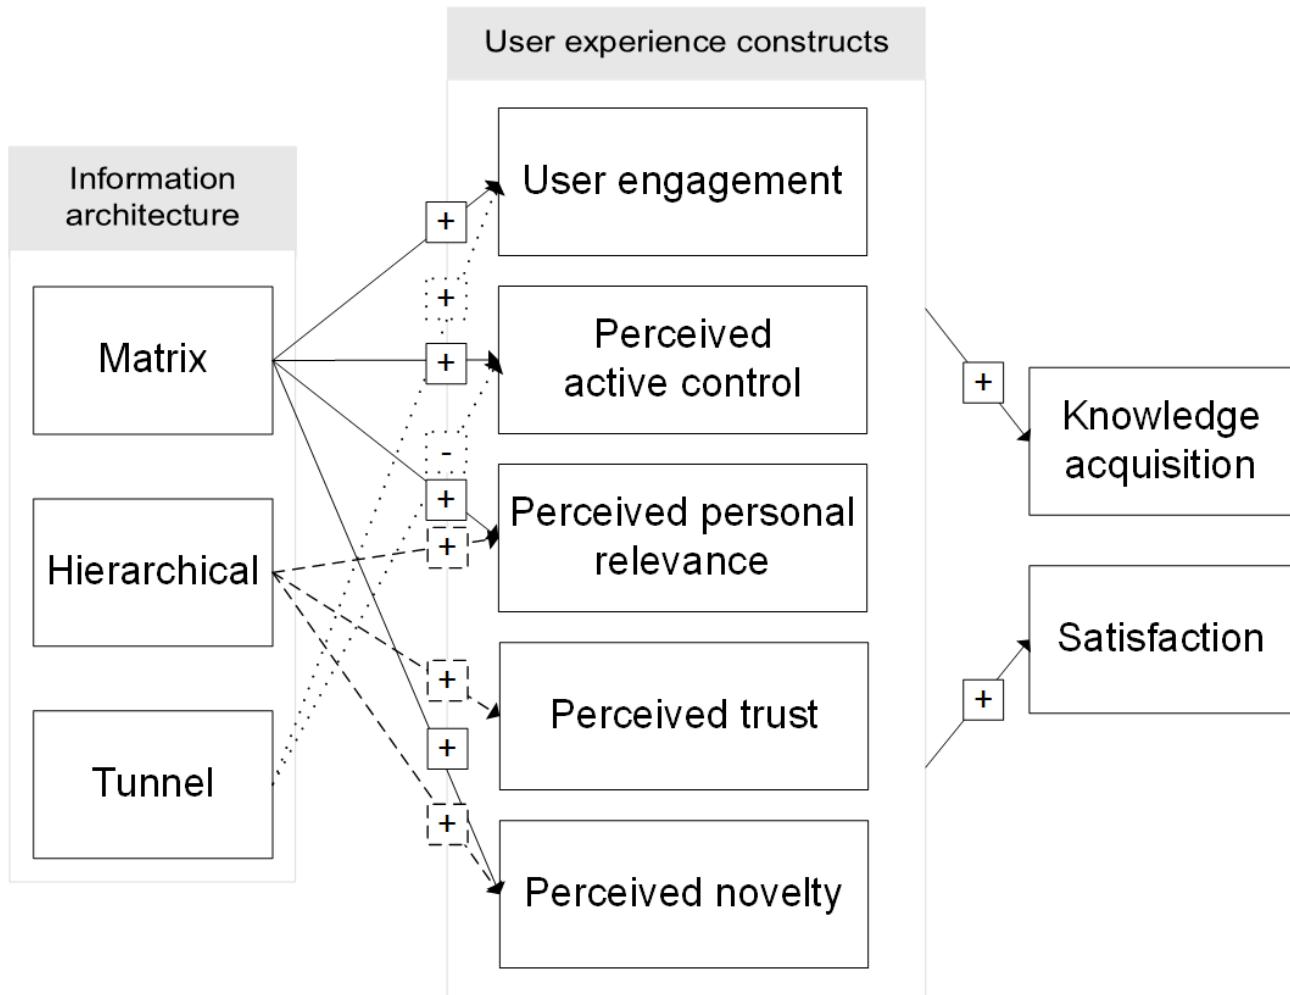 User experience constructs
Information
architecture
User engagement
+
+
Matrix
Perceived
active control
+
+
Knowledge
acquisition
-
+
Perceived personal
relevance
+
Hierarchical
Satisfaction
+
+
Perceived trust
+
Tunnel
+
Perceived novelty